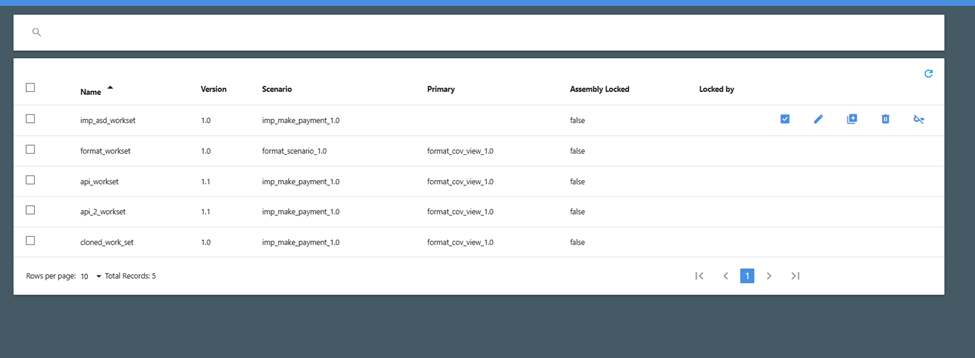 Name Version Scenario Primary Assembly Locked Locked by
imp_asd_workset 1.0 imp_make_payment_1.0 false
format_workset 1.0 format_scenario_1.0 format_cov_view_1.0 false
api_workset 1.1 imp_make_payment_1.0 format_cov_view_1.0 false
api_2_workset 1.1 imp_make_payment_1.0 format_cov_view_1.0 false
cloned_work_set 1.0 imp_make_payment_1.0 format_cov_view_1.0 false
Rows per page: 10 Total Records: 5 1